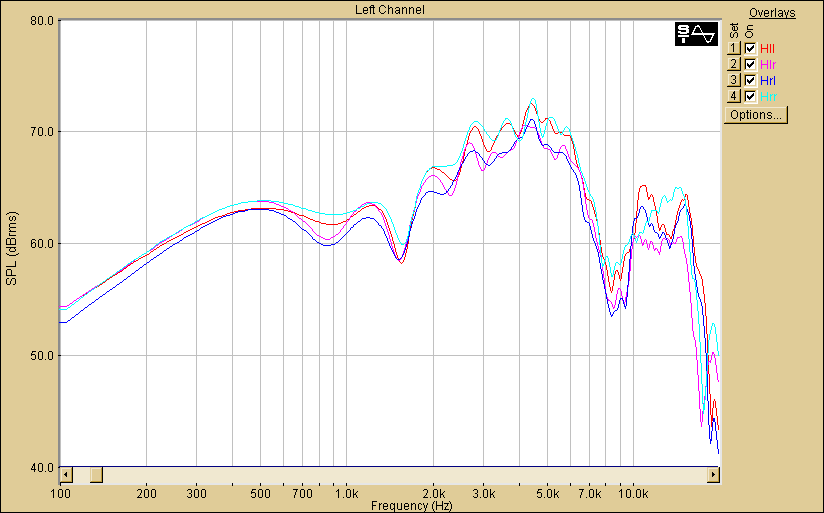 Left Channel
80.0
70.0
60.0
50.0
40.0
SPL (dBrms)
100 200 300 500 700 1.0k 2.0k 3.0k 5.0k 7.0k 10.0k
Frequency (Hz)
ST
Overlays
Set On
1 Hll
2 Hlr
3 Hrl
4 Hrr
Options...